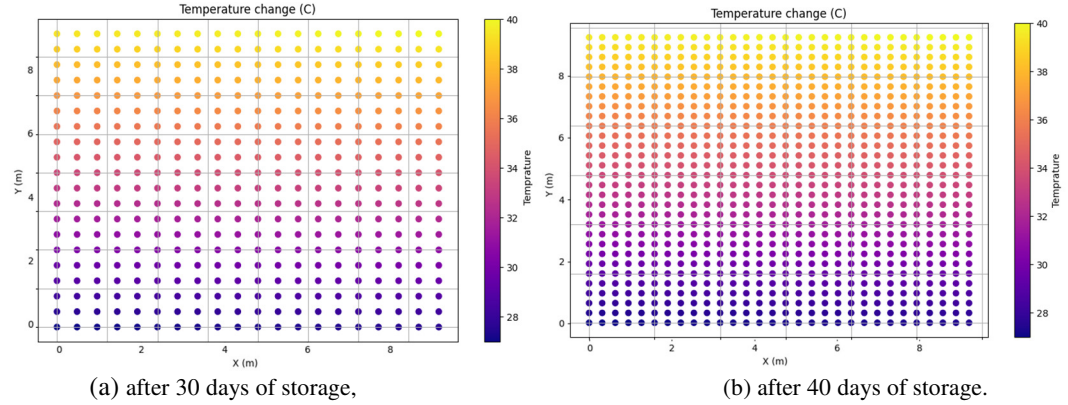 Temperature change (C)
8
6
4
2
0
Y (m)
0 2 4 6 8
X (m)
40
38
36
34
32
30
28
Temprature
(a) after 30 days of storage,
Temperature change (C)
8
6
4
2
0
Y (m)
0 2 4 6 8
X (m)
40
38
36
34
32
30
28
Temprature
(b) after 40 days of storage.